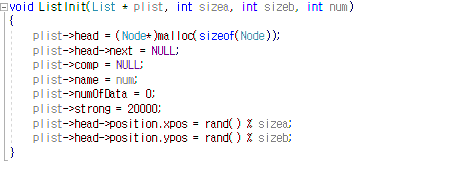 void ListInit(List * plist, int sizea, int sizeb, int num)
{
plist->head = (Node*)malloc(sizeof(Node));
plist->head->next = NULL;
plist->comp = NULL;
plist->name = num;
plist->numOfData = 0;
plist->strong = 20000;
plist->head->position.xpos = rand() % sizea;
plist->head->position.ypos = rand() % sizeb;
}